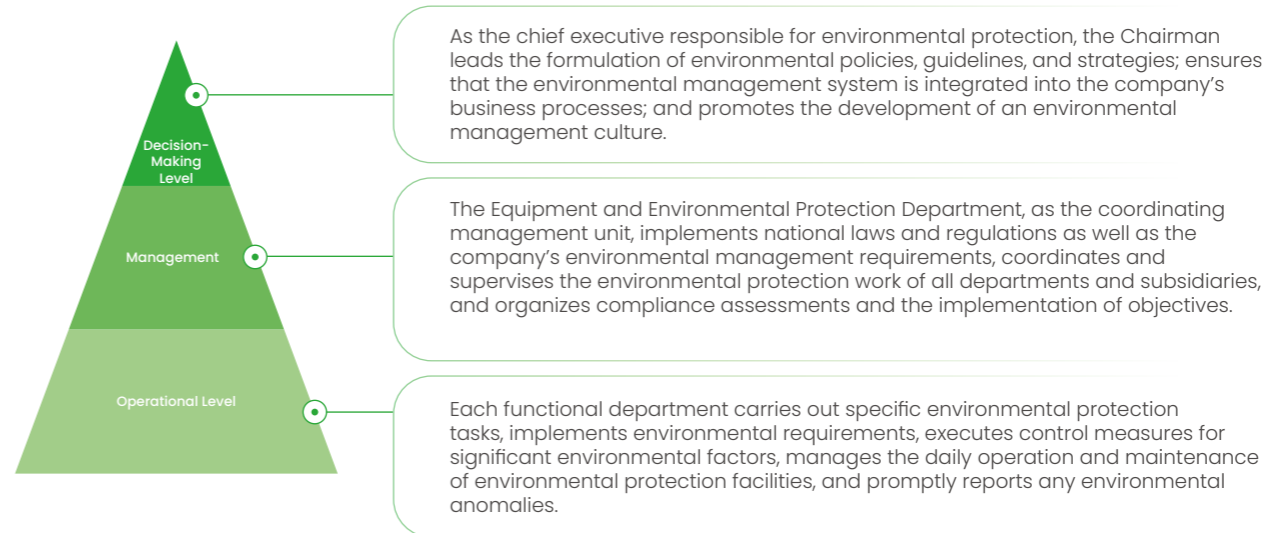 Decision-
Making
Level
As the chief executive responsible for environmental protection, the Chairman
leads the formulation of environmental policies, guidelines, and strategies; ensures
that the environmental management system is integrated into the company's
business processes; and promotes the development of an environmental
management culture.
Management
The Equipment and Environmental Protection Department, as the coordinating
management unit, implements national laws and regulations as well as the
company's environmental management requirements, coordinates and
supervises the environmental protection work of all departments and subsidiaries,
and organizes compliance assessments and the implementation of objectives.
Operational Level
Each functional department carries out specific environmental protection
tasks, implements environmental requirements, executes control measures for
significant environmental factors, manages the daily operation and maintenance
of environmental protection facilities, and promptly reports any environmental
anomalies.